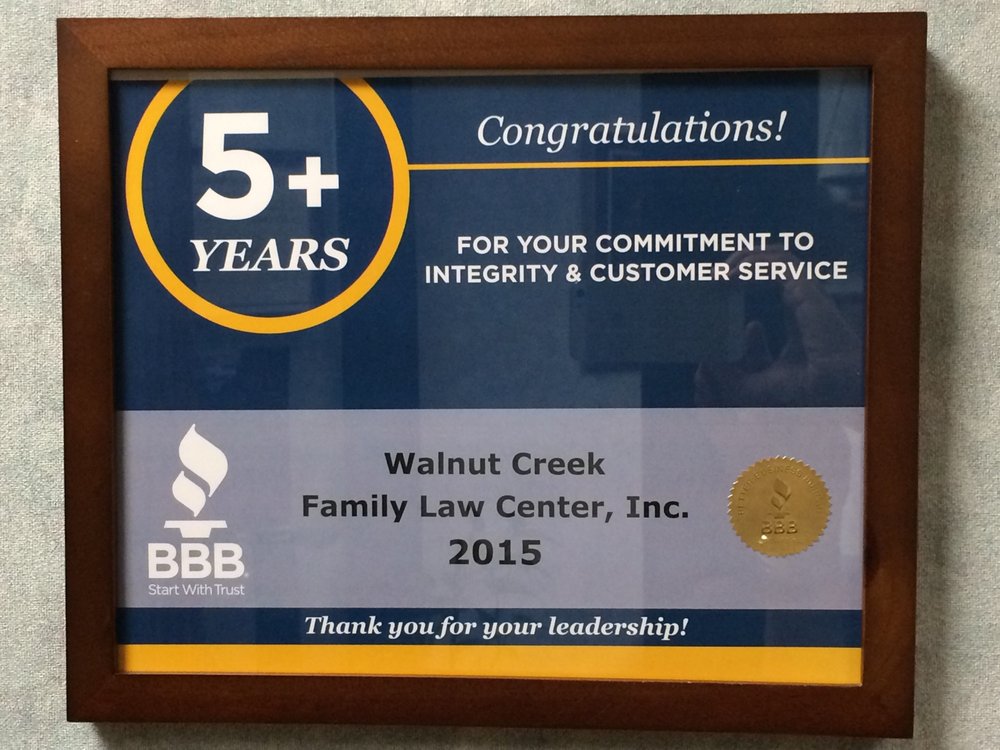 5+
YEARS
Congratulations!
FOR YOUR COMMITMENT TO
INTEGRITY & CUSTOMER SERVICE
Walnut Creek
Family Law Center, Inc.
2015
BBB®
Start With Trust
BBB
Thank you for your leadership!